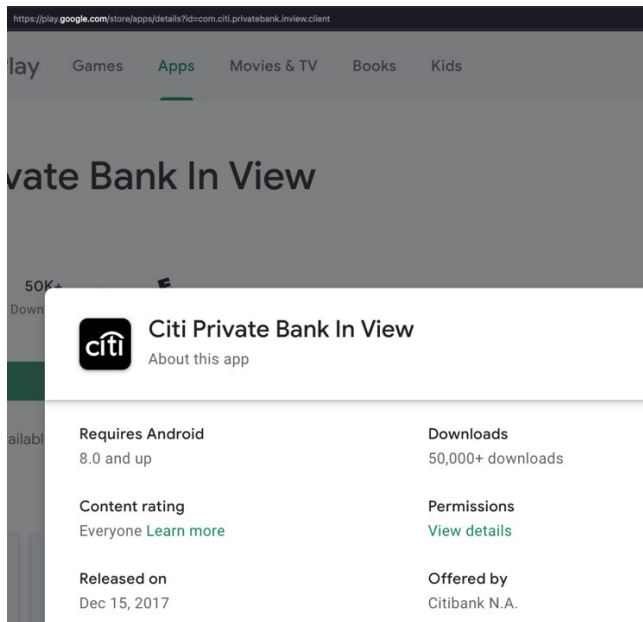 https://play.google.com/store/apps/details?id=com.citi.privatebank.inview.client
lay Games Apps Movies & TV Books Kids
vate Bank In View
50K+
Down
citi
Citi Private Bank In View
About this app
ailabl
Requires Android
8.0 and up
Downloads
50,000+ downloads
Content rating
Everyone Learn more
Permissions
View details
Released on
Dec 15, 2017
Offered by
Citibank N.A.